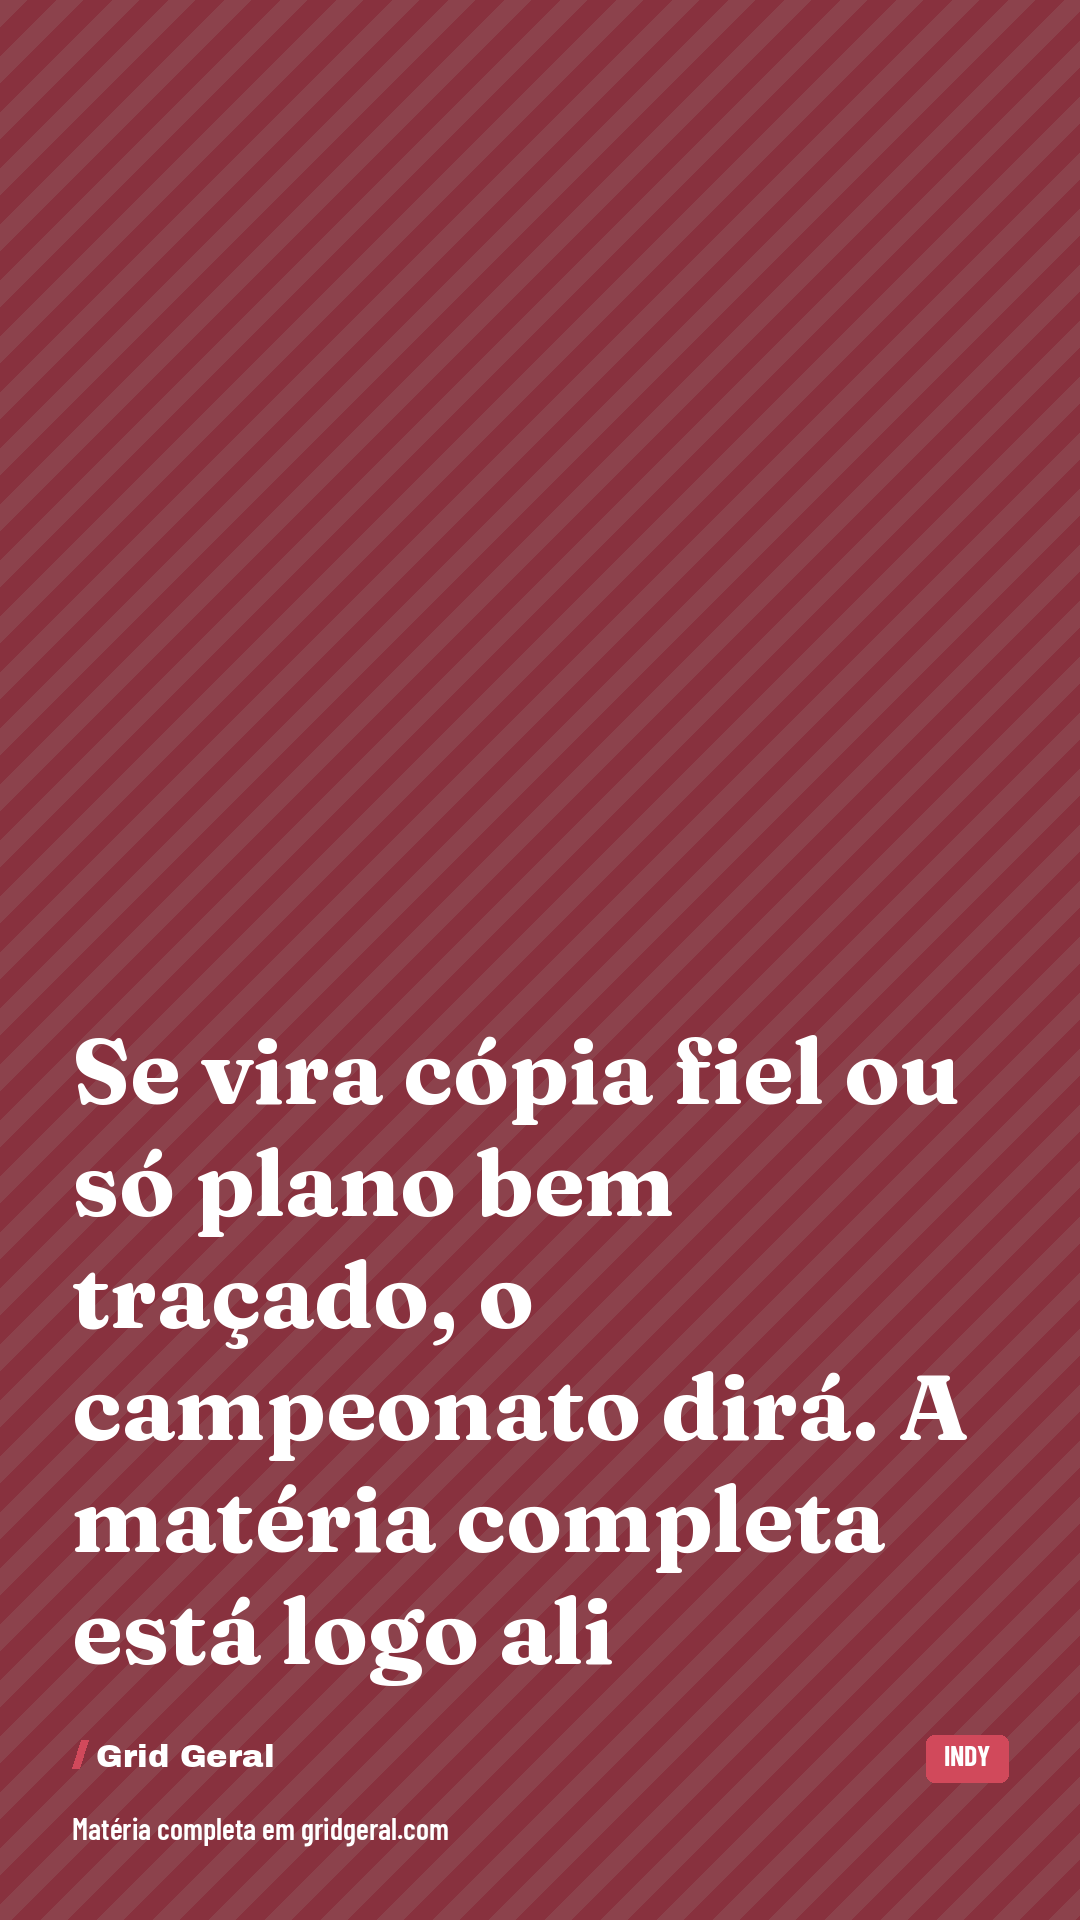 Se vira cópia fiel ou
só plano bem
traçado, o
campeonato dirá. A
matéria completa
está logo ali
/ Grid Geral
INDY
Matéria completa em gridgeral.com